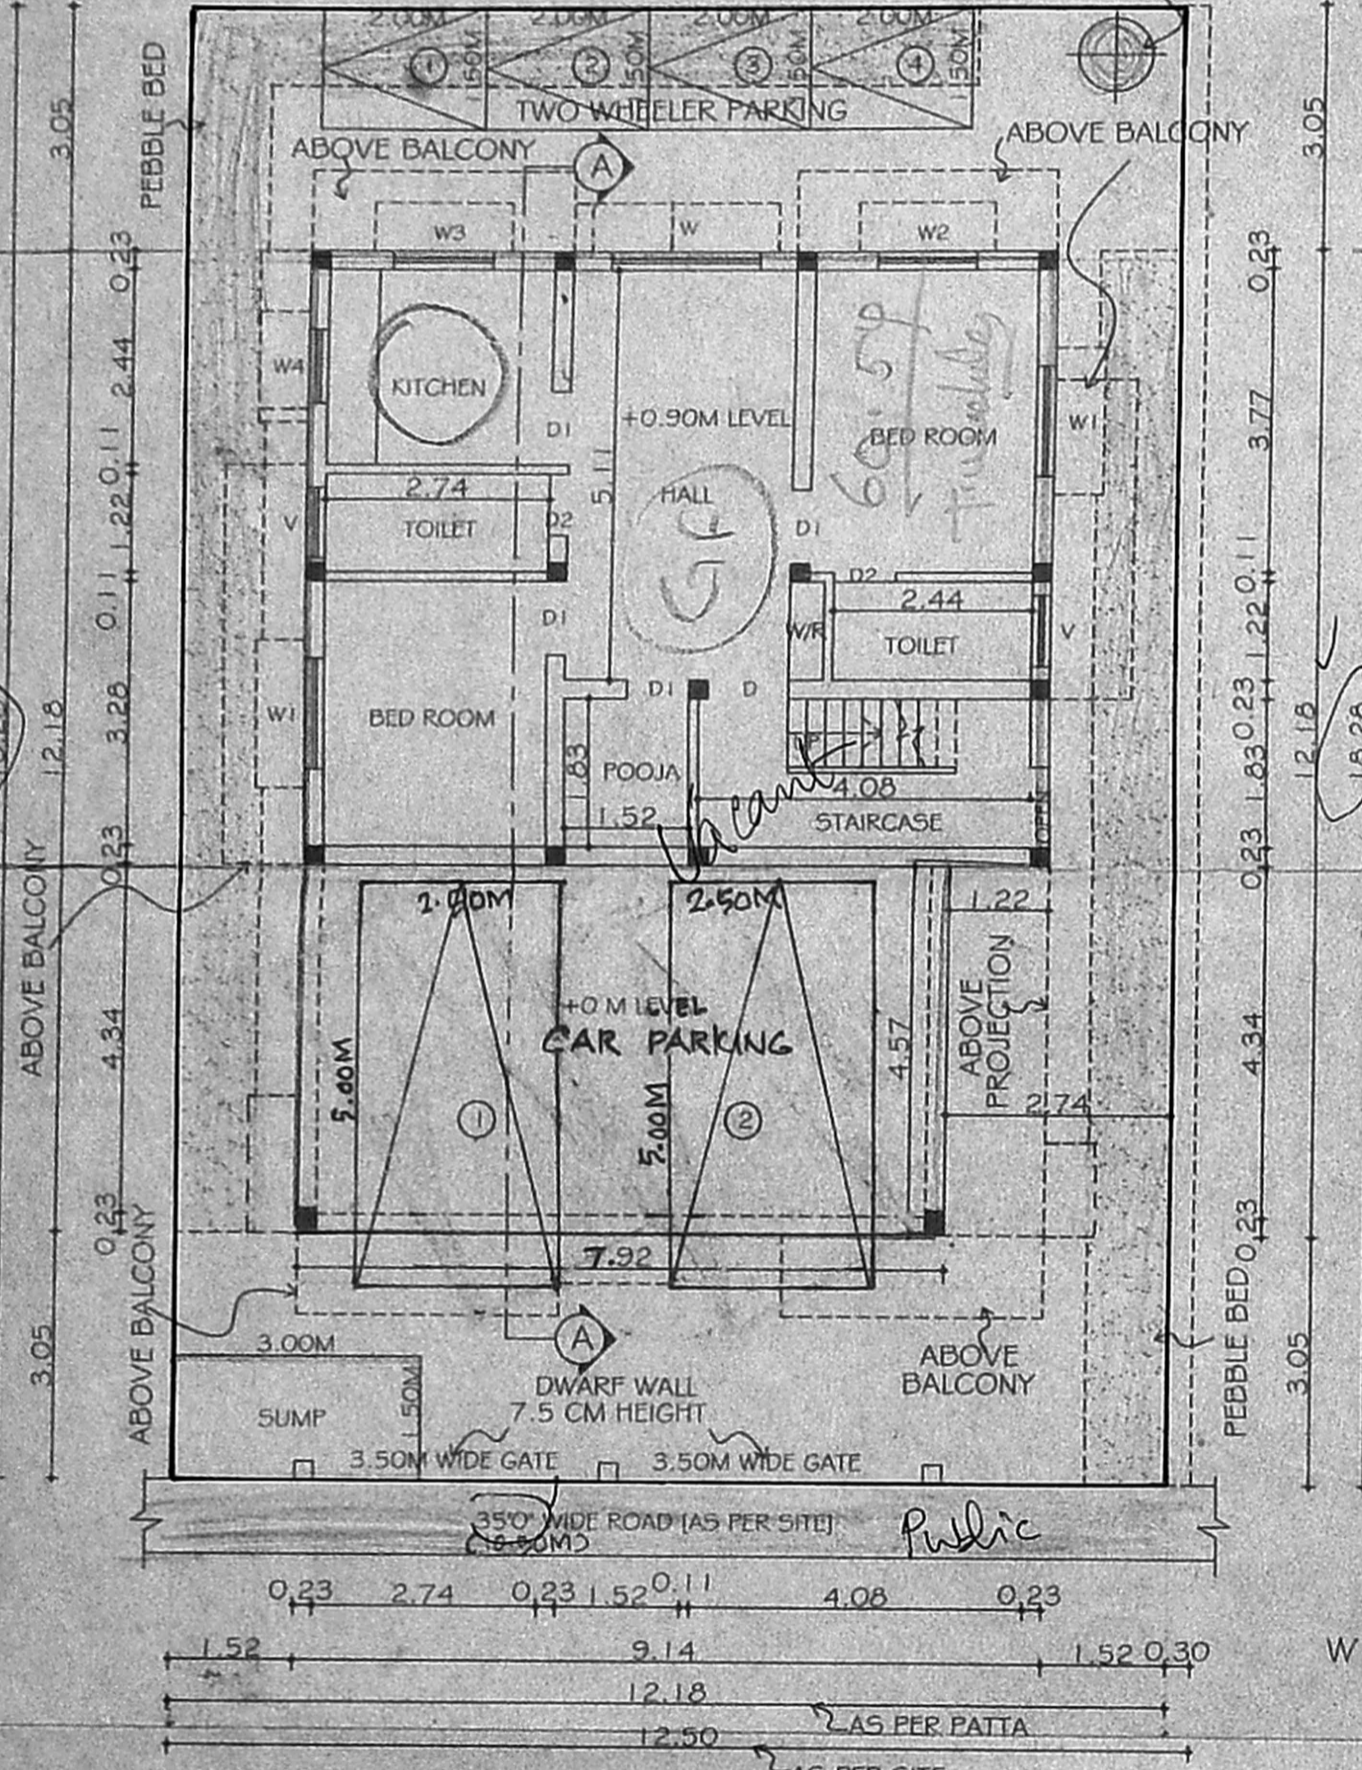 2.00M 2.00M 2.00M 2.00M
1 2 3 4
1.50M 1.50M 1.50M 1.50M
TWO WHEELER PARKING
ABOVE BALCONY
A
ABOVE BALCONY
PEBBLE BED
3.05
3.05
W3 W W2
0.23
0.23
W4
KITCHEN
2.44
D1
+0.90M LEVEL
BED ROOM
W1
3.77
0.11
2.74
5.11
HALL
GF
V
TOILET
D2
D1
1.22
0.11
D2
0.11
2.44
D1
W/R
TOILET
V
1.22
W1
BED ROOM
D1 D
3.28
0.23
12.18
12.18
18.28
1.83
POOJA
UP
Vacant
4.08
1.83
1.52
STAIRCASE
OPEN
0.23
0.23
ABOVE BALCONY
2.50M
1.22
+0 M LEVEL
CAR PARKING
4.34
5.00M
5.00M
4.57
ABOVE
PROJECTION
4.34
2.74
1 2
0.23
0.23
7.92
ABOVE BALCONY
A
3.00M
ABOVE
BALCONY
PEBBLE BED
3.05
3.05
SUMP
1.50M
DWARF WALL
7.5 CM HEIGHT
3.50M WIDE GATE 3.50M WIDE GATE
35'0" WIDE ROAD [AS PER SITE]
Public
0.23 2.74 0.23 1.52 0.11 4.08 0.23
1.52 9.14 1.52 0.30
W
12.18
AS PER PATTA
12.50
AS PER SITE